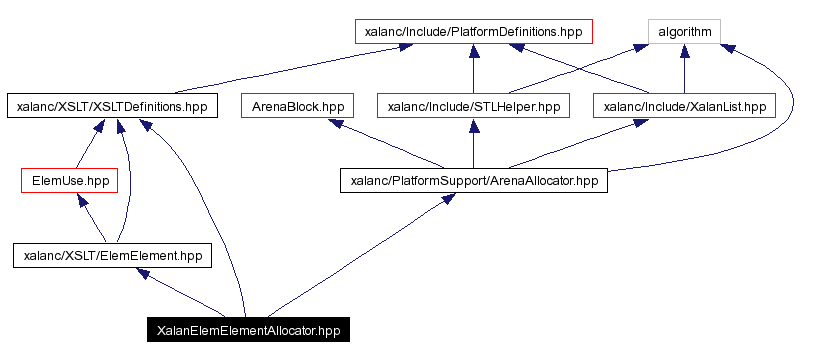 xalanc/Include/PlatformDefinitions.hpp
algorithm
xalanc/XSLT/XSLTDefinitions.hpp
ArenaBlock.hpp
xalanc/Include/STLHelper.hpp
xalanc/Include/XalanList.hpp
ElemUse.hpp
xalanc/PlatformSupport/ArenaAllocator.hpp
xalanc/XSLT/ElemElement.hpp
XalanElemElementAllocator.hpp